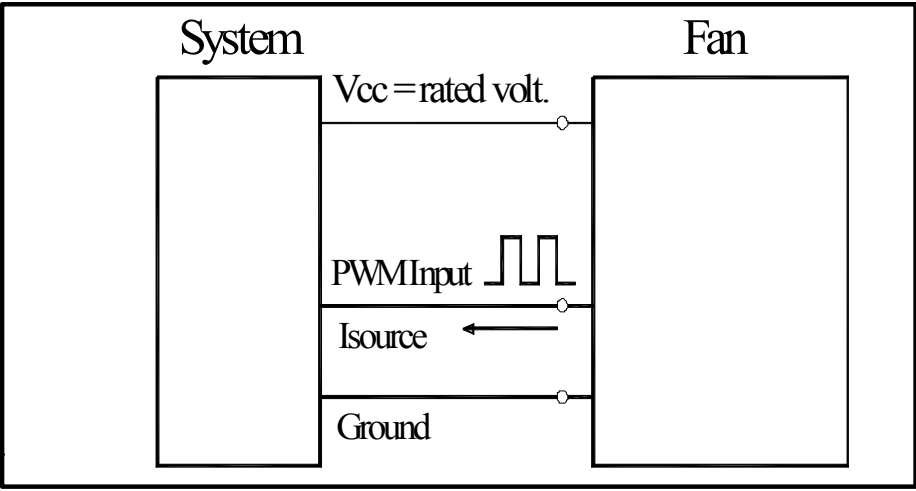 System Fan
Vcc = rated volt.
PWM Input
Isource
Ground